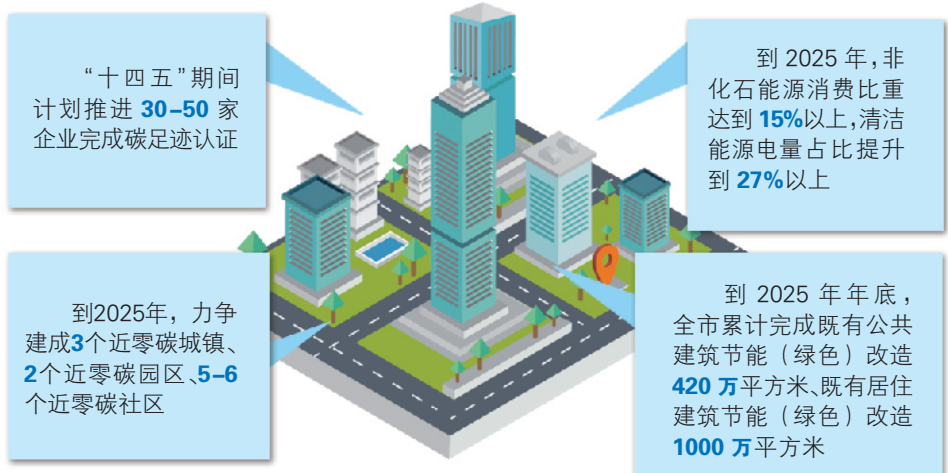 “十四五”期间
计划推进 30–50 家
企业完成碳足迹认证
到 2025 年,非
化石能源消费比重
达到 15%以上,清洁
能源电量占比提升
到 27%以上
到2025年，力争
建成3个近零碳城镇、
2个近零碳园区、5–6
个近零碳社区
到 2025 年年底，
全市累计完成既有公共
建筑节能（绿色）改造
420 万平方米、既有居住
建筑节能（绿色）改造
1000 万平方米